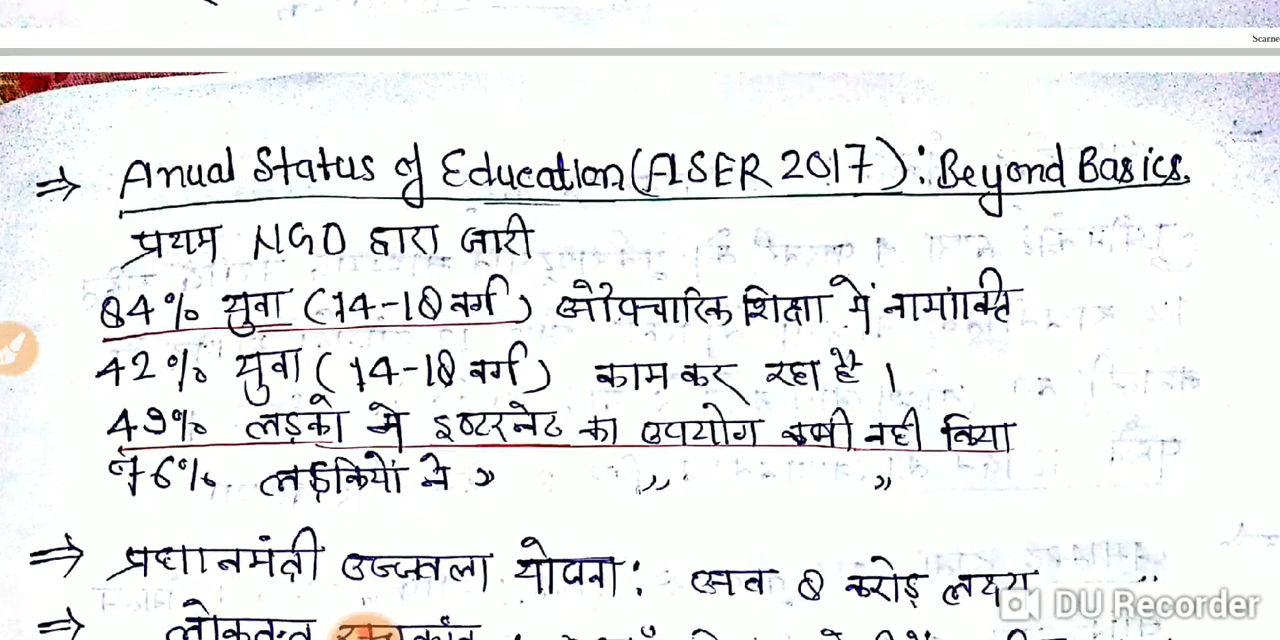 Scanne
⇒ Anual Status of Education (ASER 2017) : Beyond Basics.
प्रथम NGO द्वारा जारी
84% युवा (14-18 वर्ग) औपचारिक शिक्षा में नामांकित
42% युवा (14-18 वर्ग) काम कर रहा है ।
49% लड़को ने इण्टरनेट का उपयोग कभी नही किया
76% लड़कियों ने " " "
⇒ प्रधानमंत्री उज्ज्वला योजना : अब 8 करोड़ लक्ष्य
DU Recorder
⇒ लोकतन्त्र